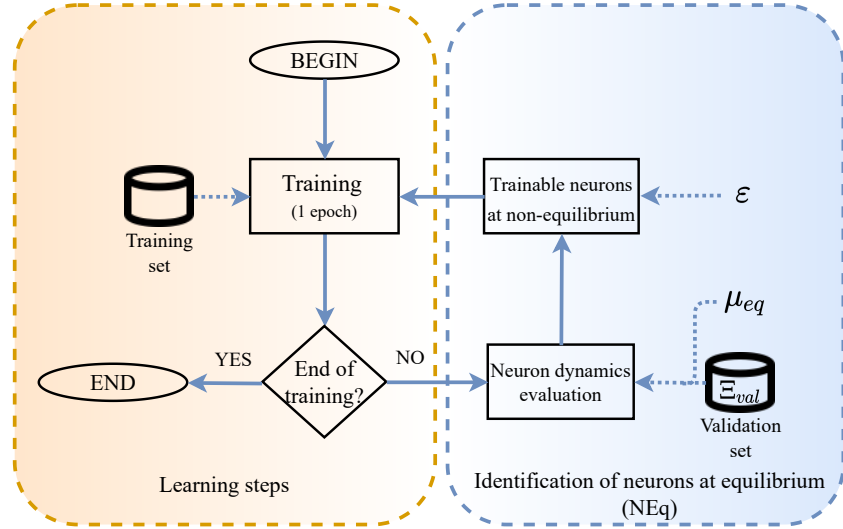 BEGIN
Training
(1 epoch)
Training
set
End of
training?
YES
NO
END
Learning steps
Trainable neurons
at non-equilibrium
ε
μ_eq
Neuron dynamics
evaluation
Ξ_val
Validation
set
Identification of neurons at equilibrium
(NEq)